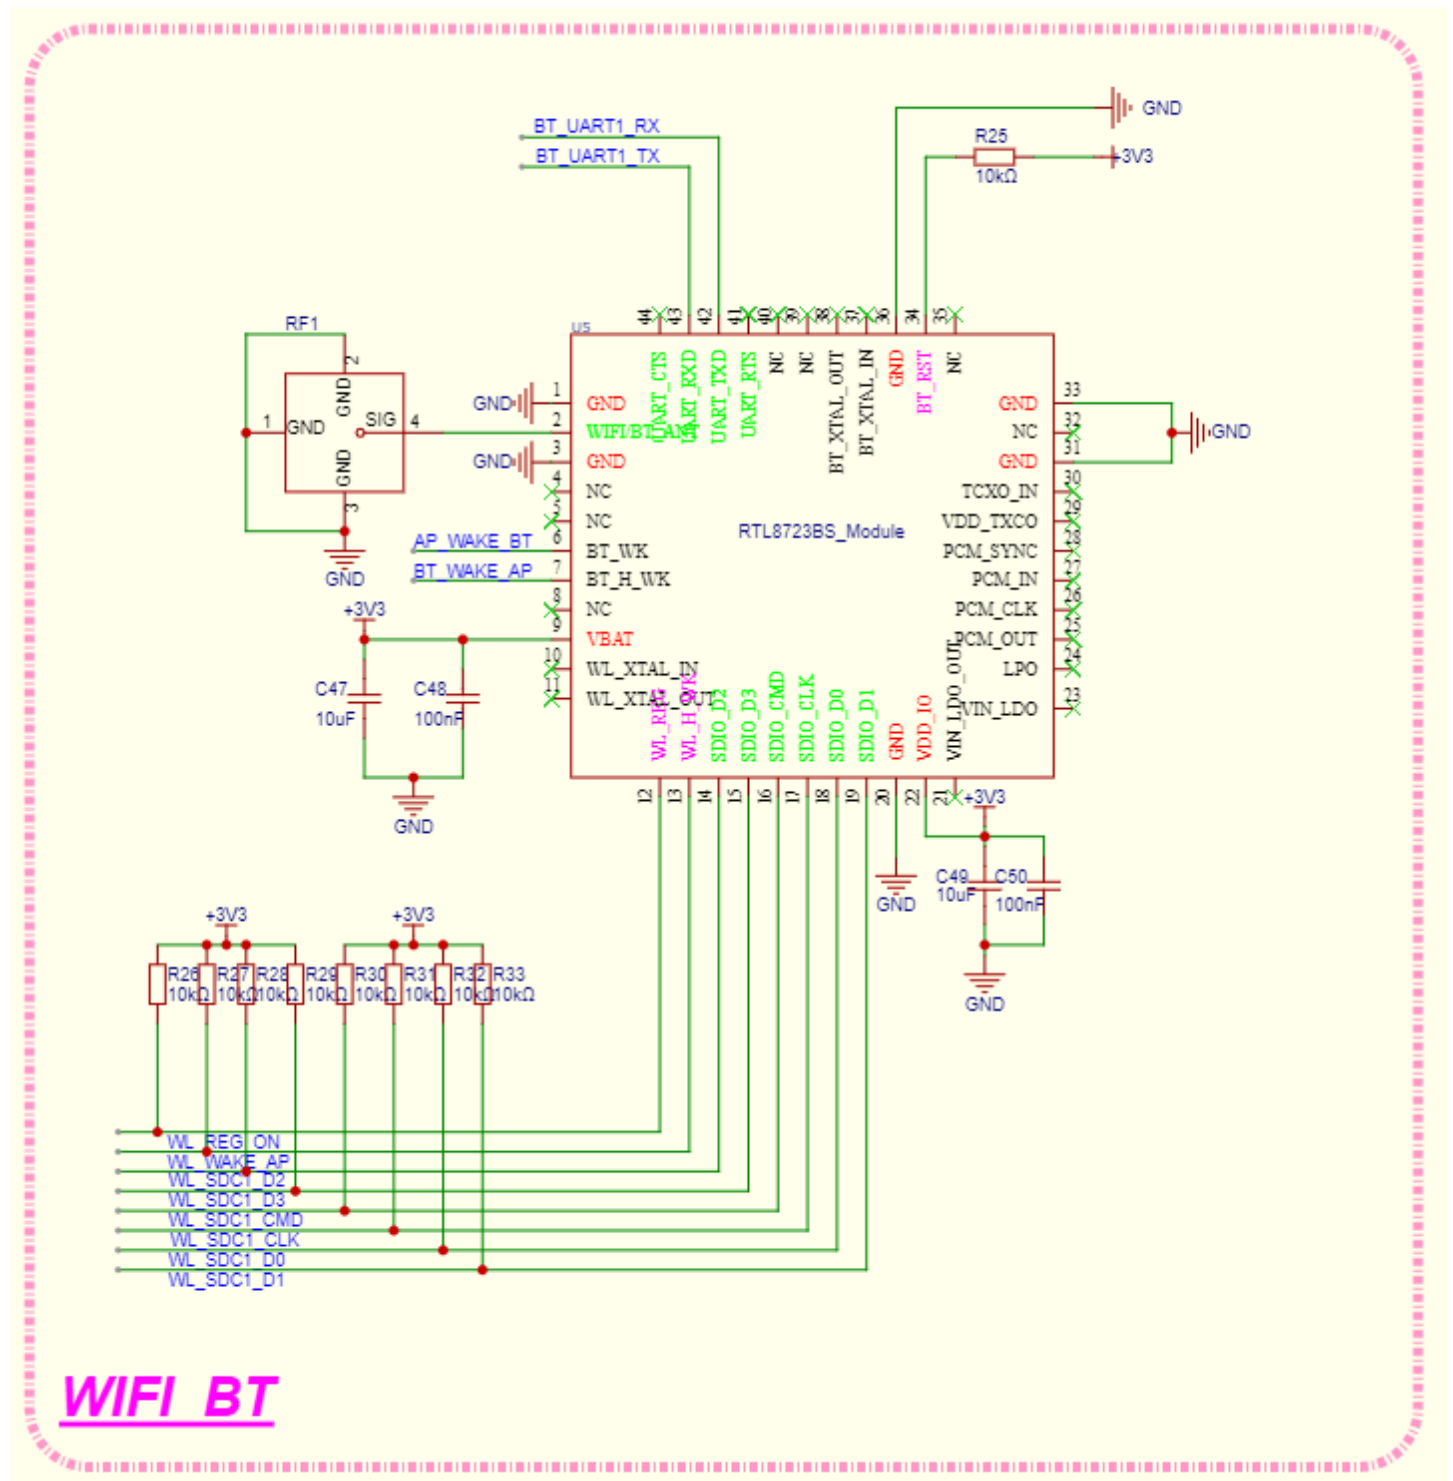 GND
BT_UART1_RX
R25
BT_UART1_TX
+3V3
10kΩ
RF1
U5
44
43
42
41
40
39
38
37
36
34
35
UART_CTS
UART_RXD
UART_TXD
UART_RTS
NC
NC
BT_XTAL_OUT
BT_XTAL_IN
GND
BT_RST
NC
2
GND
1
GND
SIG
4
GND
3
GND
GND
1
GND
2
WIFI/BT_ANT
GND
3
GND
4
NC
5
NC
AP_WAKE_BT
6
BT_WK
BT_WAKE_AP
7
BT_H_WK
8
NC
9
VBAT
10
WL_XTAL_IN
11
WL_XTAL_OUT
RTL8723BS_Module
GND
33
NC
32
GND
31
GND
TCXO_IN
30
VDD_TXCO
29
PCM_SYNC
28
PCM_IN
27
PCM_CLK
26
PCM_OUT
25
LPO
24
VIN_LDO
23
+3V3
C47
10uF
C48
100nF
GND
WL_REG
WL_H_WK
SDIO_D2
SDIO_D3
SDIO_CMD
SDIO_CLK
SDIO_D0
SDIO_D1
GND
VDD_IO
VIN_LDO_OUT
12
13
14
15
16
17
18
19
20
22
21
+3V3
C49
10uF
C50
100nF
GND
GND
+3V3
+3V3
R26
10kΩ
R27
10kΩ
R28
10kΩ
R29
10kΩ
R30
10kΩ
R31
10kΩ
R32
10kΩ
R33
10kΩ
WL_REG_ON
WL_WAKE_AP
WL_SDC1_D2
WL_SDC1_D3
WL_SDC1_CMD
WL_SDC1_CLK
WL_SDC1_D0
WL_SDC1_D1
WIFI_BT